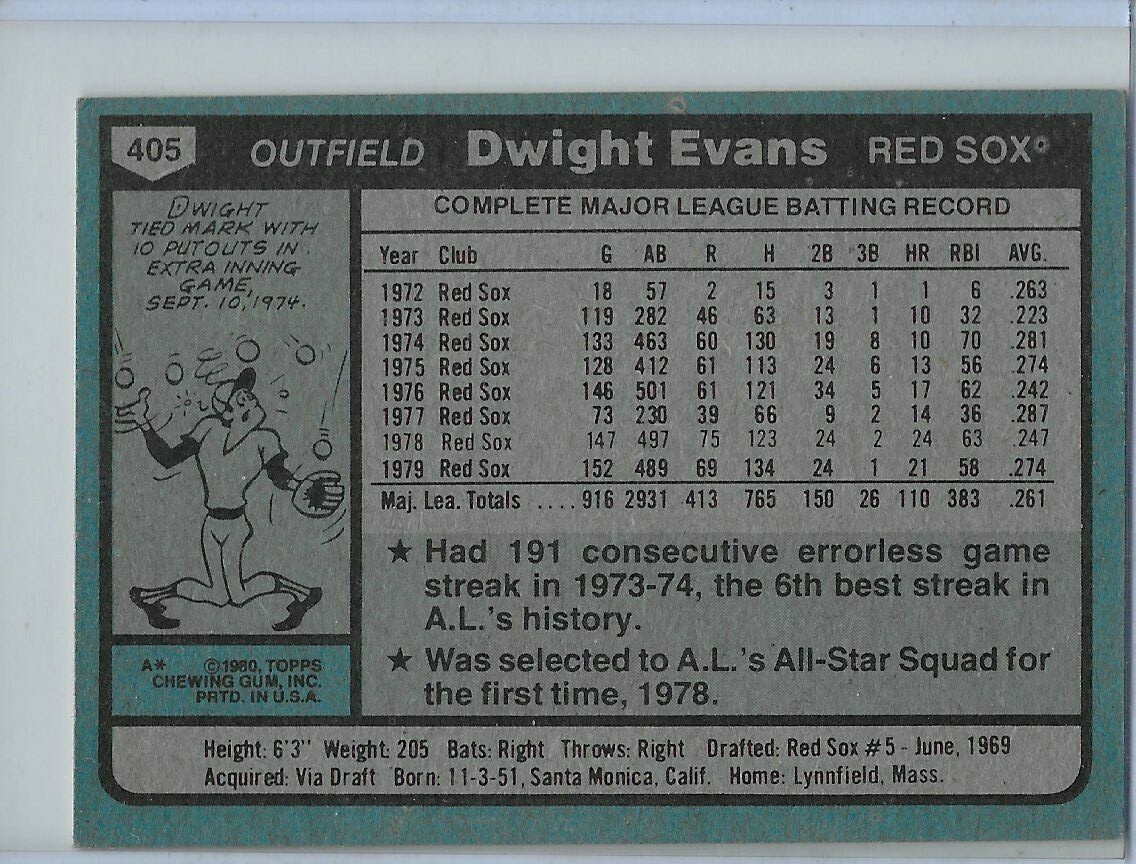 405 OUTFIELD Dwight Evans RED SOX®
DWIGHT
TIED MARK WITH
10 PUTOUTS IN
EXTRA INNING
GAME,
SEPT. 10, 1974.
A* ©1980, TOPPS
CHEWING GUM, INC.
PRTD. IN U.S.A.
COMPLETE MAJOR LEAGUE BATTING RECORD
Year Club G AB R H 2B 3B HR RBI AVG.
1972 Red Sox 18 57 2 15 3 1 1 6 .263
1973 Red Sox 119 282 46 63 13 1 10 32 .223
1974 Red Sox 133 463 60 130 19 8 10 70 .281
1975 Red Sox 128 412 61 113 24 6 13 56 .274
1976 Red Sox 146 501 61 121 34 5 17 62 .242
1977 Red Sox 73 230 39 66 9 2 14 36 .287
1978 Red Sox 147 497 75 123 24 2 24 63 .247
1979 Red Sox 152 489 69 134 24 1 21 58 .274
Maj. Lea. Totals .... 916 2931 413 765 150 26 110 383 .261
★ Had 191 consecutive errorless game
streak in 1973-74, the 6th best streak in
A.L.'s history.
★ Was selected to A.L.'s All-Star Squad for
the first time, 1978.
Height: 6'3" Weight: 205 Bats: Right Throws: Right Drafted: Red Sox #5 - June, 1969
Acquired: Via Draft Born: 11-3-51, Santa Monica, Calif. Home: Lynnfield, Mass.